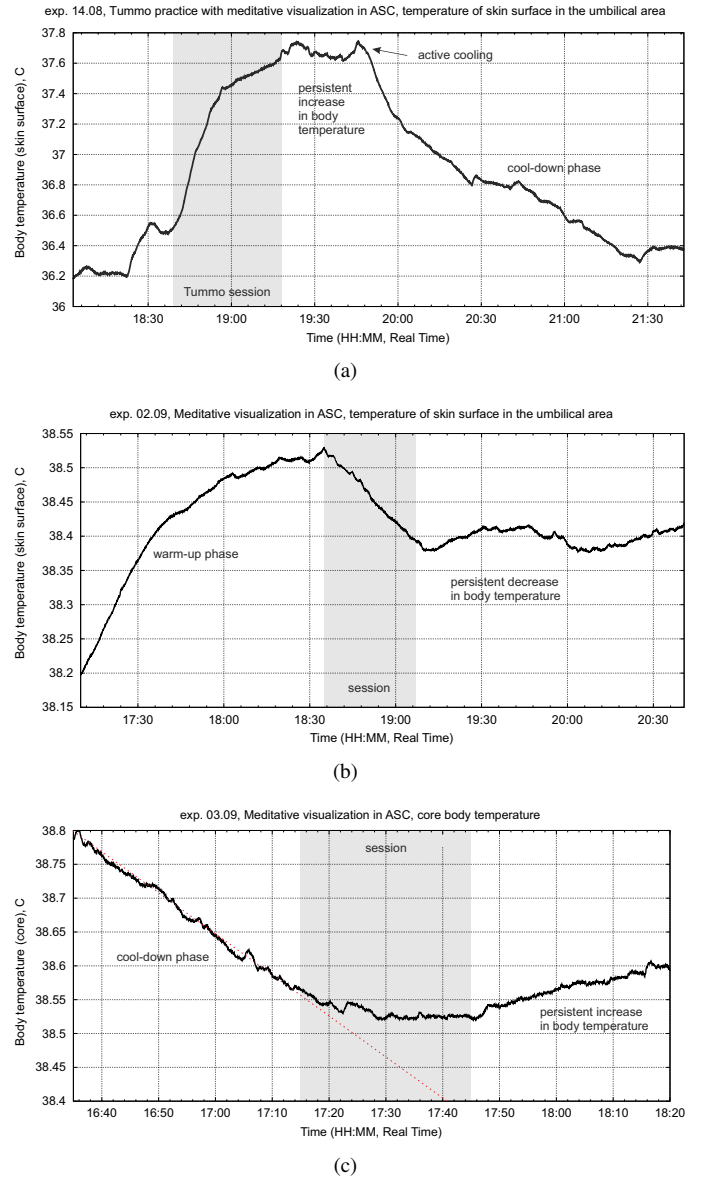 exp. 14.08, Tummo practice with meditative visualization in ASC, temperature of skin surface in the umbilical area
37.8
37.6
37.4
37.2
37
36.8
36.6
36.4
36.2
36
Body temperature (skin surface), C
active cooling
persistent
increase
in body
temperature
cool-down phase
Tummo session
18:30
19:00
19:30
20:00
20:30
21:00
21:30
Time (HH:MM, Real Time)
(a)
exp. 02.09, Meditative visualization in ASC, temperature of skin surface in the umbilical area
38.55
38.5
38.45
38.4
38.35
38.3
38.25
38.2
38.15
Body temperature (skin surface), C
warm-up phase
persistent decrease
in body temperature
session
17:30
18:00
18:30
19:00
19:30
20:00
20:30
Time (HH:MM, Real Time)
(b)
exp. 03.09, Meditative visualization in ASC, core body temperature
38.8
38.75
38.7
38.65
38.6
38.55
38.5
38.45
38.4
Body temperature (core), C
session
cool-down phase
persistent increase
in body temperature
16:40
16:50
17:00
17:10
17:20
17:30
17:40
17:50
18:00
18:10
18:20
Time (HH:MM, Real Time)
(c)